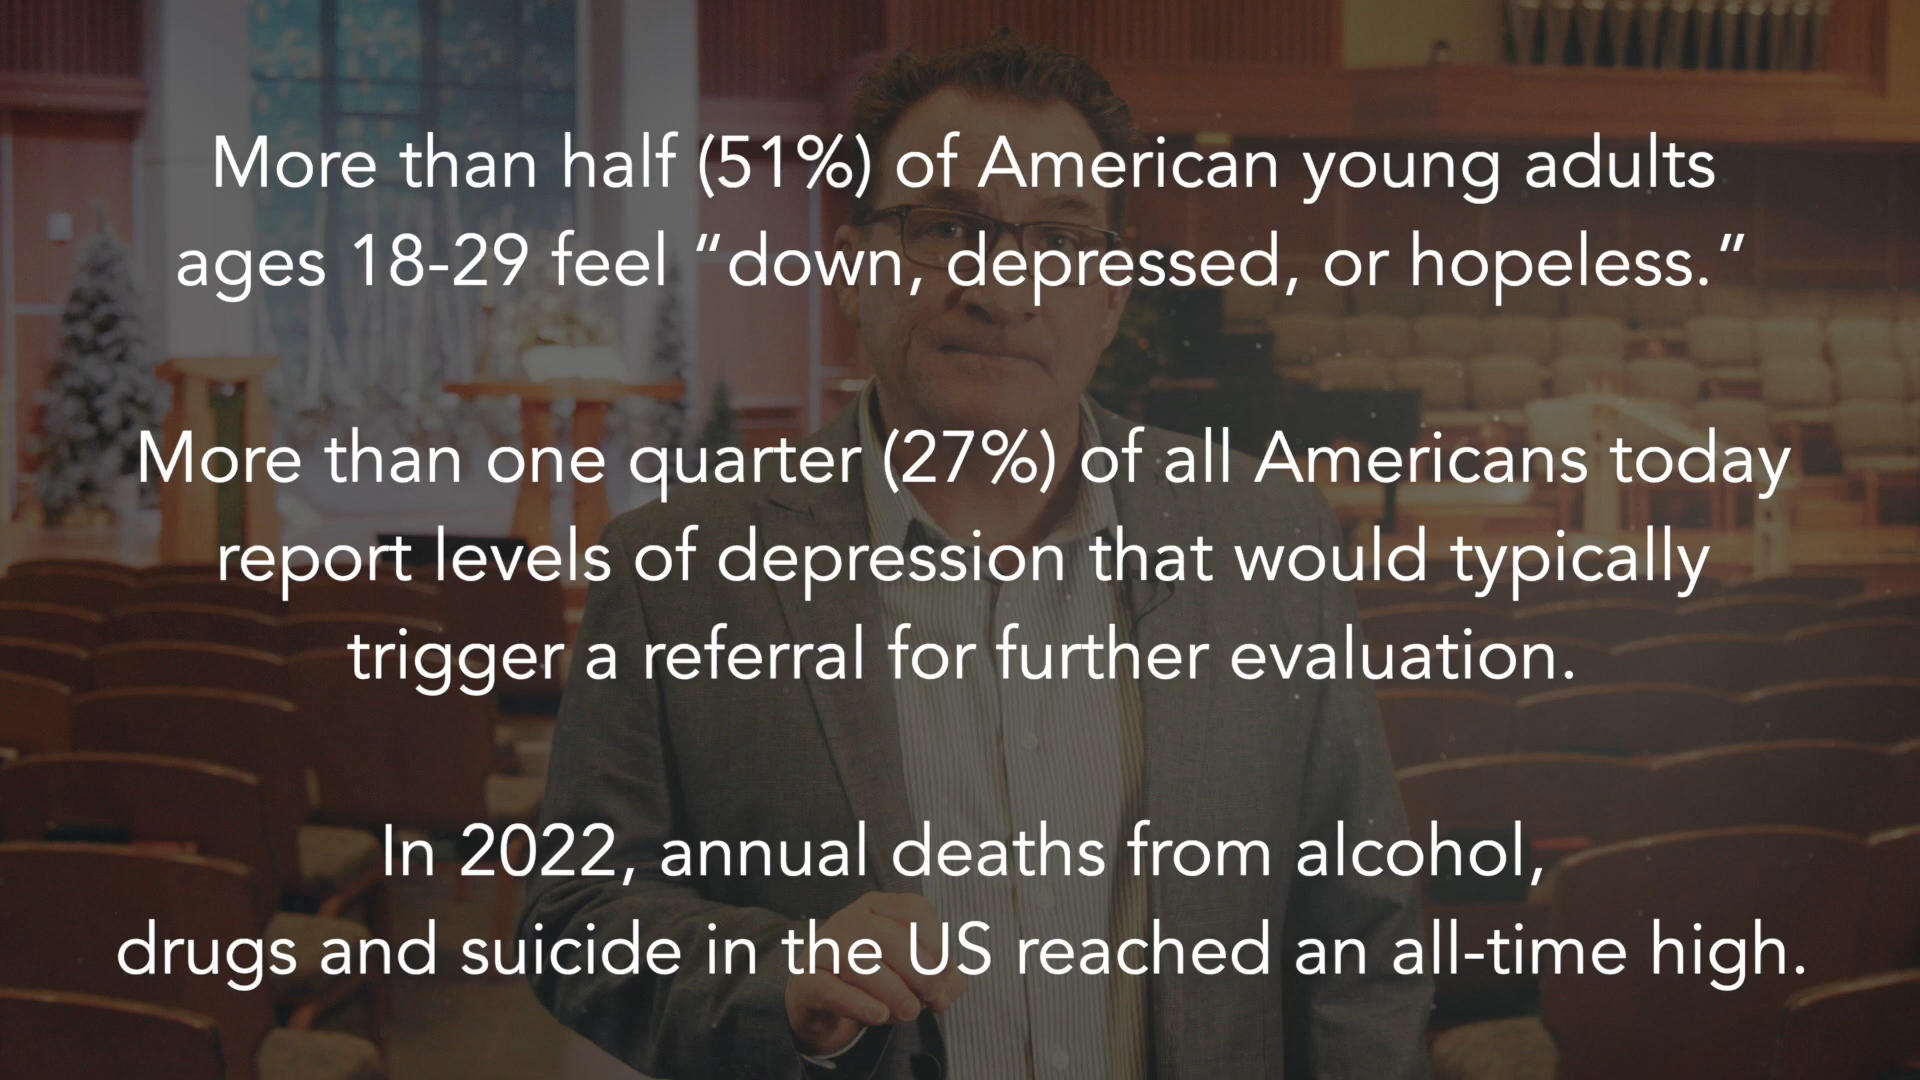 More than half (51%) of American young adults
ages 18-29 feel “down, depressed, or hopeless.”
More than one quarter (27%) of all Americans today
report levels of depression that would typically
trigger a referral for further evaluation.
In 2022, annual deaths from alcohol,
drugs and suicide in the US reached an all-time high.